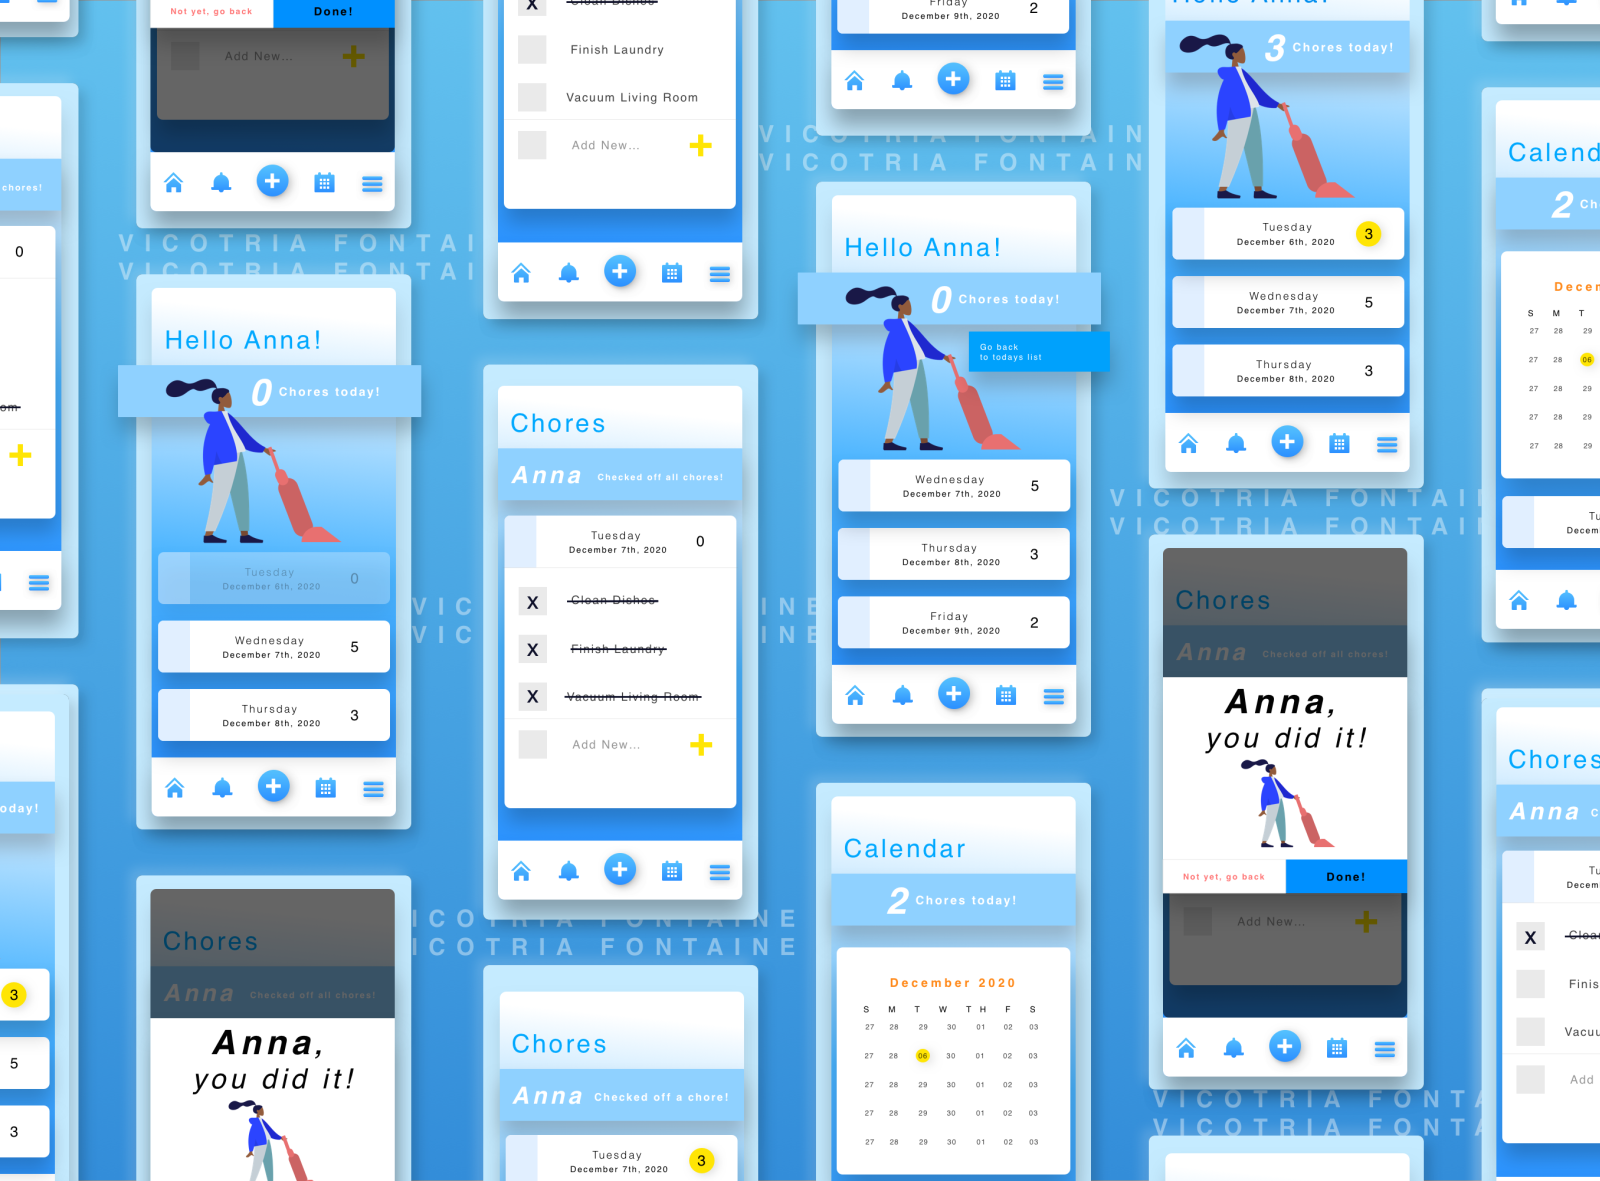 chores!
0
oom
oday!
3
5
3
Not yet, go back
Done!
Add New...
VICOTRIA FONTAI
VICOTRIA FONTAI
Hello Anna!
0 Chores today!
Tuesday
December 6th, 2020
0
Wednesday
December 7th, 2020
5
Thursday
December 8th, 2020
3
Chores
Anna Checked off all chores!
Anna,
you did it!
X Clean Dishes
Finish Laundry
Vacuum Living Room
Add New...
VIC
VIC
Chores
Anna Checked off all chores!
Tuesday
December 7th, 2020
0
X Clean Dishes
X Finish Laundry
X Vacuum Living Room
Add New...
INE
INE
ICOTRIA FONTAINE
ICOTRIA FONTAINE
Chores
Anna Checked off a chore!
Tuesday
December 7th, 2020
3
Friday
December 9th, 2020
2
VICOTRIA FONTAIN
VICOTRIA FONTAIN
Hello Anna!
0 Chores today!
Go back
to todays list
Wednesday
December 7th, 2020
5
Thursday
December 8th, 2020
3
Friday
December 9th, 2020
2
Calendar
2 Chores today!
December 2020
S M T W TH F S
27 28 29 30 01 02 03
27 28 06 30 01 02 03
27 28 29 30 01 02 03
27 28 29 30 01 02 03
27 28 29 30 01 02 03
Hello Anna!
3 Chores today!
Tuesday
December 6th, 2020
3
Wednesday
December 7th, 2020
5
Thursday
December 8th, 2020
3
VICOTRIA FONTAI
VICOTRIA FONTAI
Chores
Anna Checked off all chores!
Anna,
you did it!
Not yet, go back
Done!
Add New...
VICOTRIA FONTA
VICOTRIA FONTA
Calend
2 Ch
Decem
S M T
27 28 29
27 28 06
27 28 29
27 28 29
27 28 29
Tu
Decem
Chores
Anna C
Tu
Decem
X Clea
Finis
Vacuu
Add